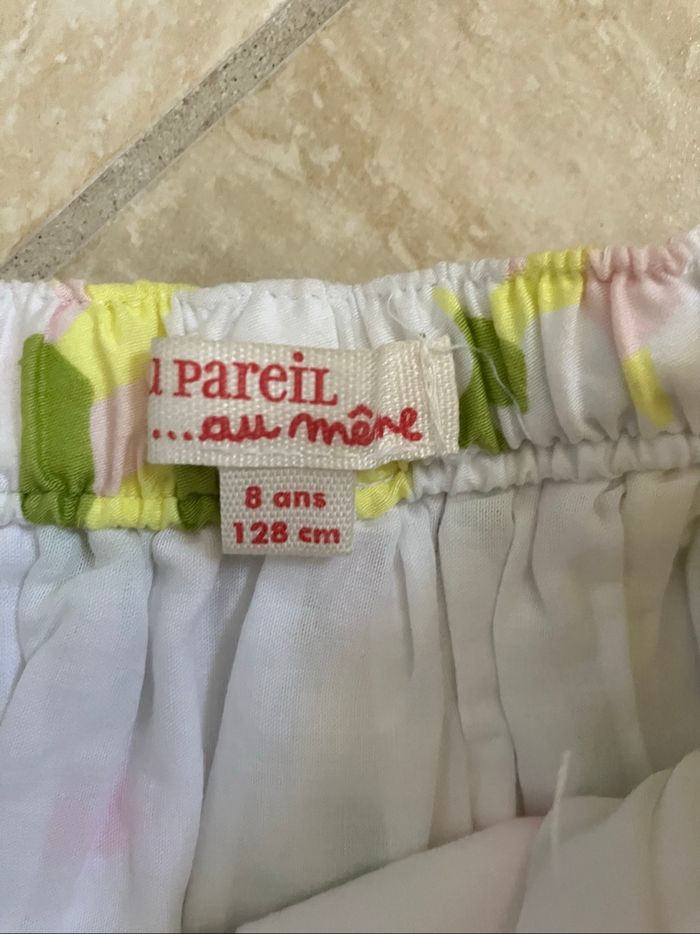 u Pareil
...au même
8 ans
128 cm